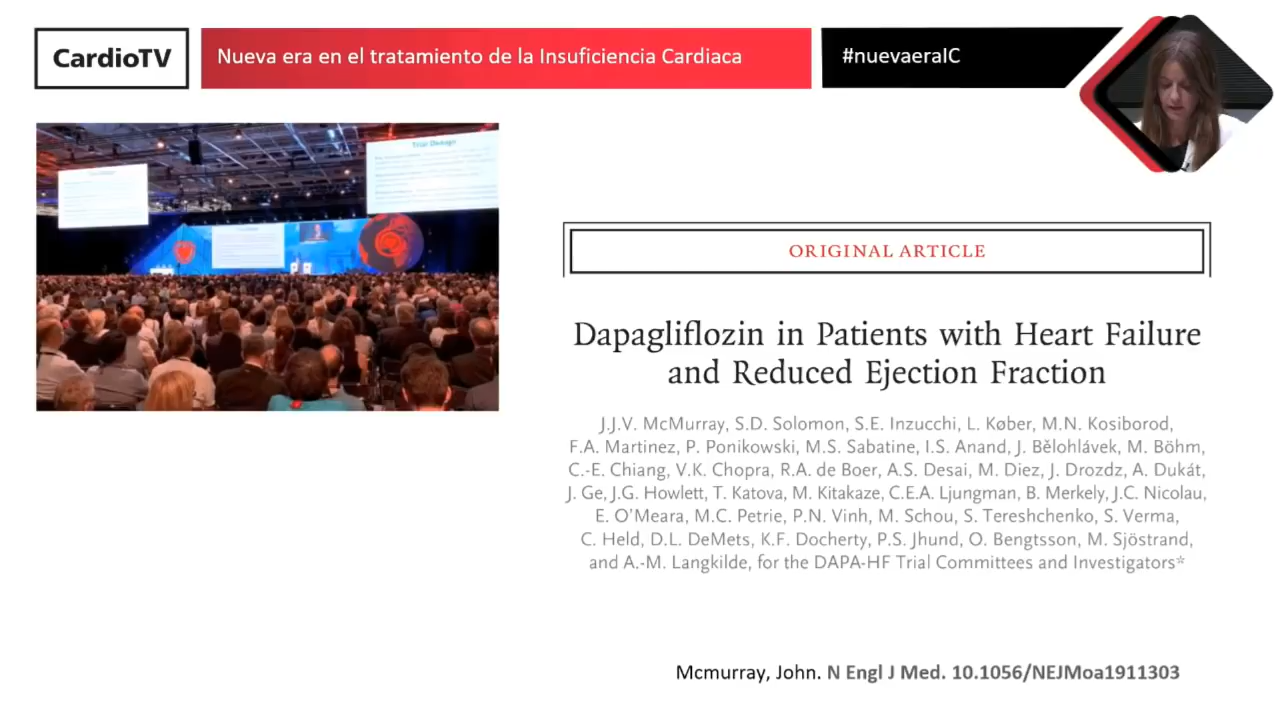 CardioTV
Nueva era en el tratamiento de la Insuficiencia Cardiaca
#nuevaeraIC
Trial Design
ORIGINAL ARTICLE
Dapagliflozin in Patients with Heart Failure
and Reduced Ejection Fraction
J.J.V. McMurray, S.D. Solomon, S.E. Inzucchi, L. Køber, M.N. Kosiborod,
F.A. Martinez, P. Ponikowski, M.S. Sabatine, I.S. Anand, J. Bělohlávek, M. Böhm,
C.-E. Chiang, V.K. Chopra, R.A. de Boer, A.S. Desai, M. Diez, J. Drozdz, A. Dukát,
J. Ge, J.G. Howlett, T. Katova, M. Kitakaze, C.E.A. Ljungman, B. Merkely, J.C. Nicolau,
E. O’Meara, M.C. Petrie, P.N. Vinh, M. Schou, S. Tereshchenko, S. Verma,
C. Held, D.L. DeMets, K.F. Docherty, P.S. Jhund, O. Bengtsson, M. Sjöstrand,
and A.-M. Langkilde, for the DAPA-HF Trial Committees and Investigators*
Mcmurray, John. N Engl J Med. 10.1056/NEJMoa1911303